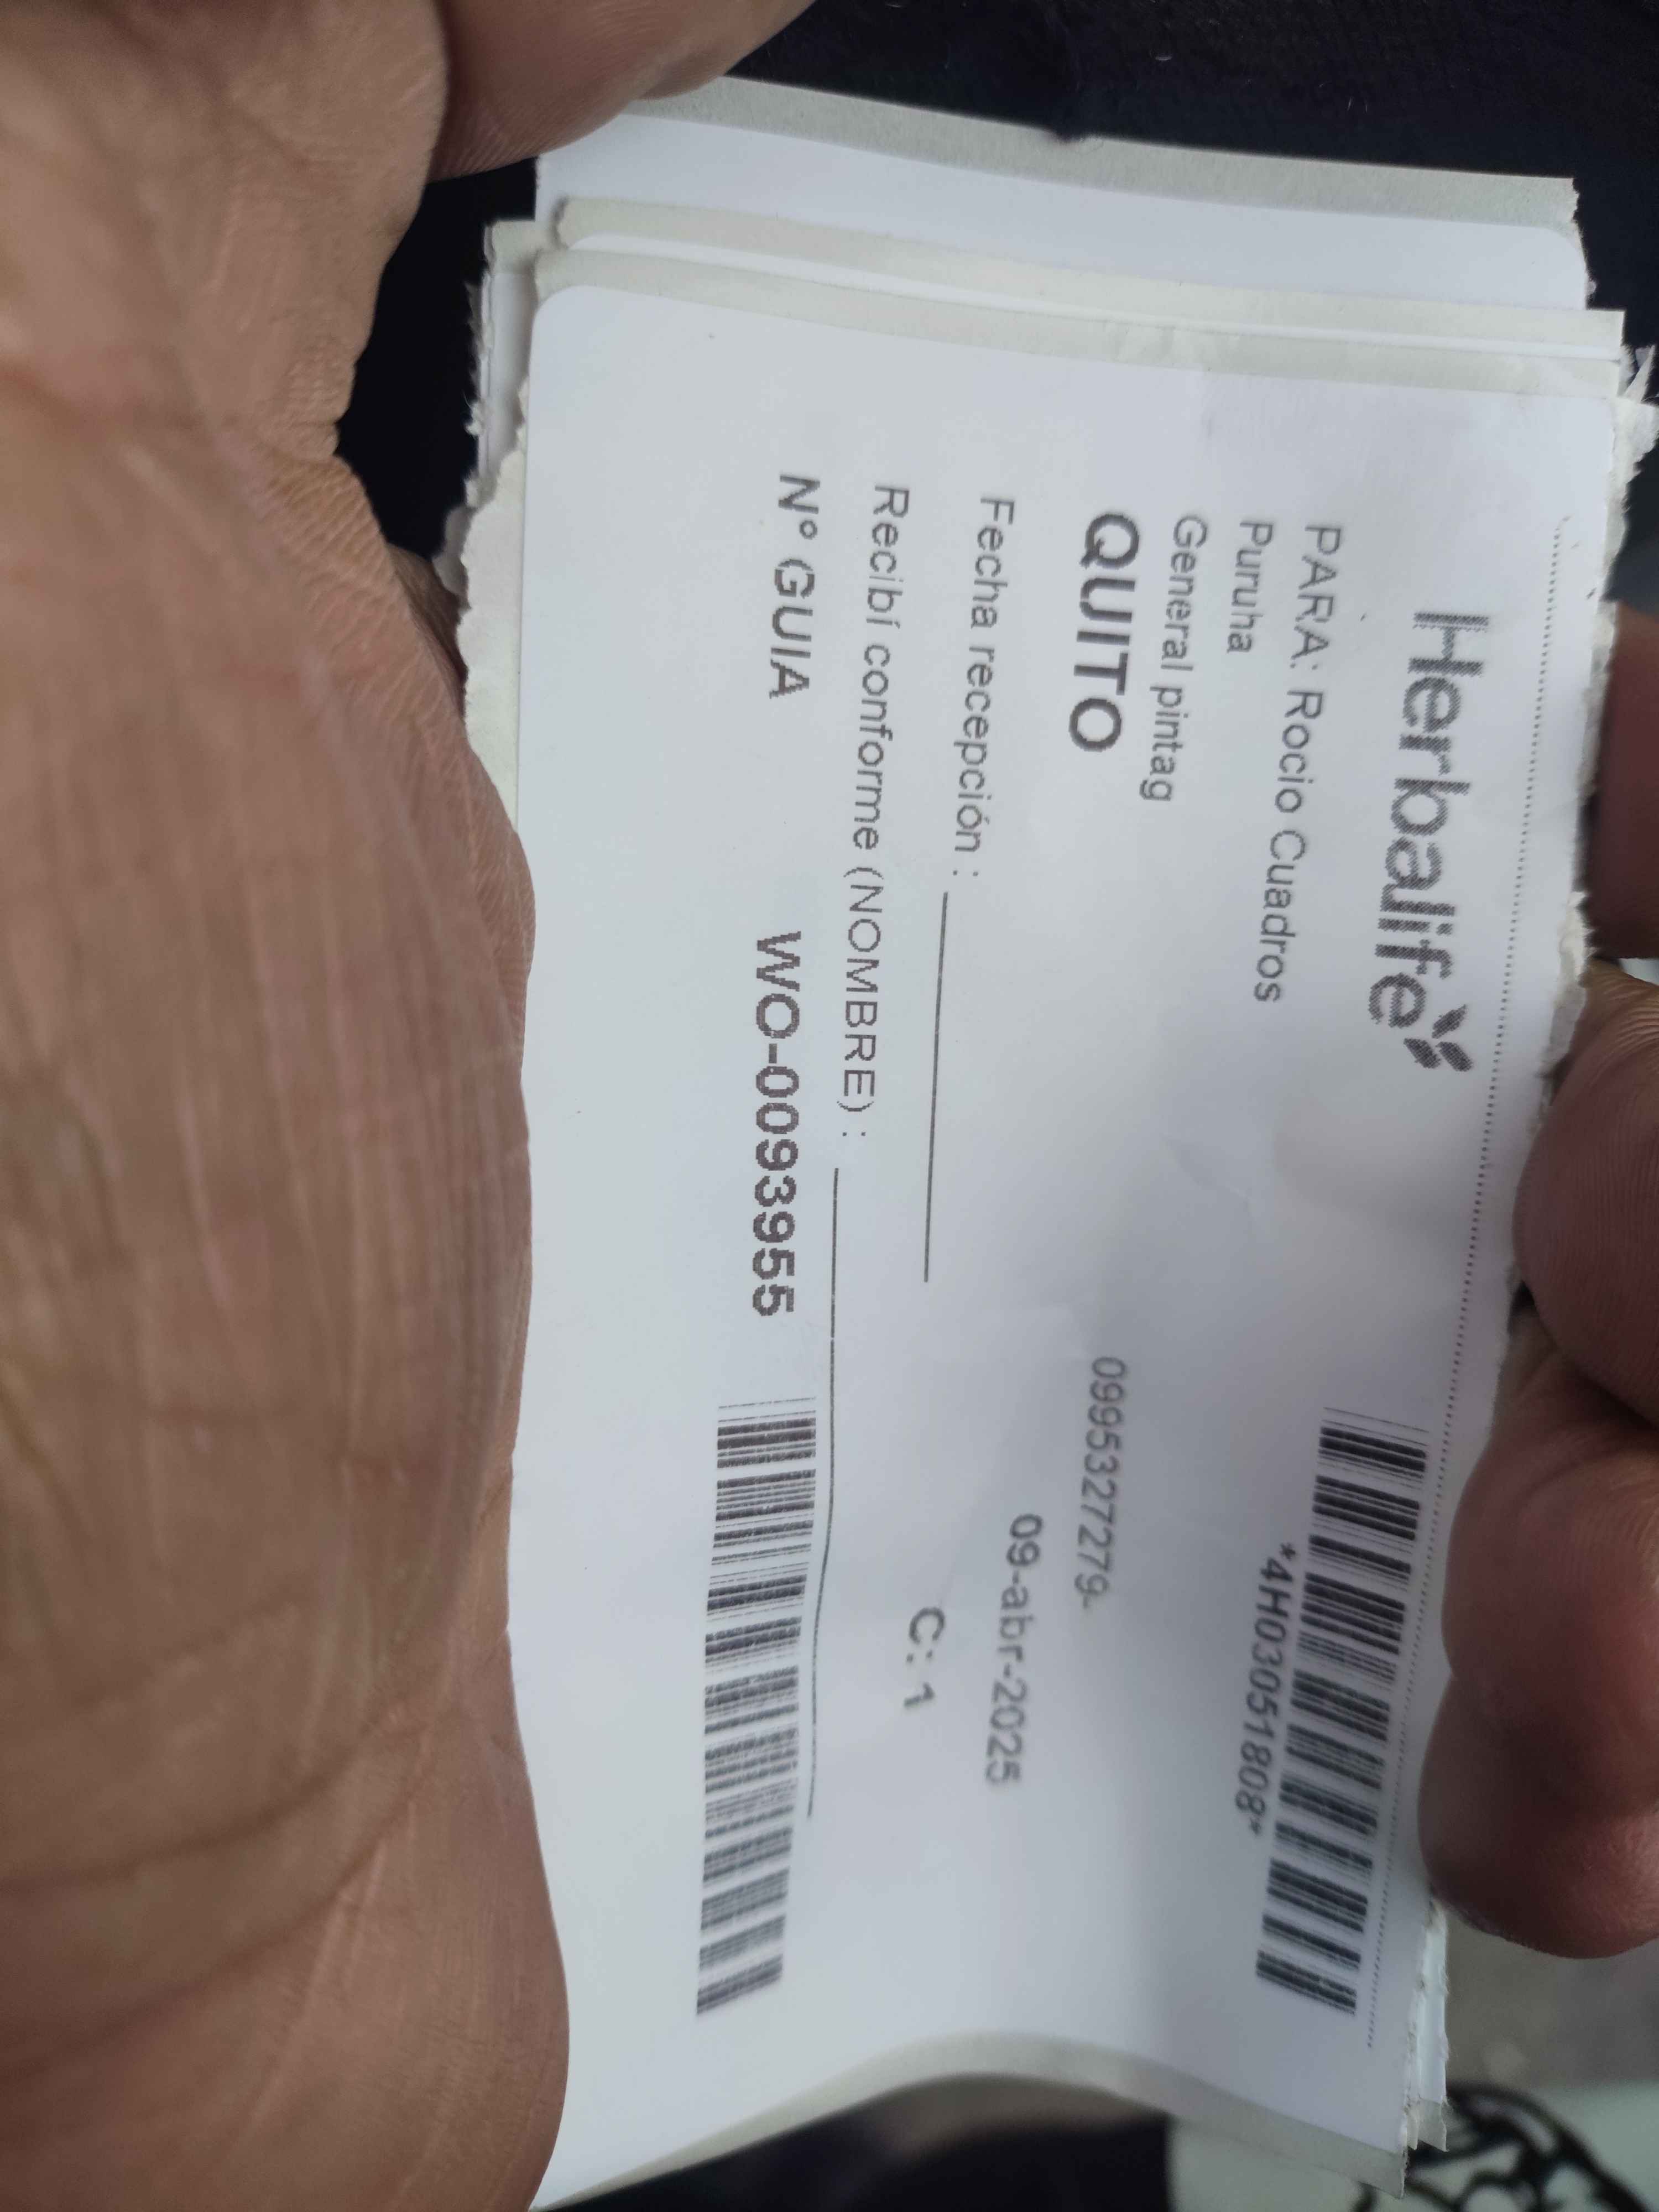 Herbalife
*4H03051808*
PARA: Rocio Cuadros
Puruha
General pintag
QUITO
0995327279-
09-abr-2025
Fecha recepción :
C: 1
Recibí conforme (NOMBRE) :
Nº GUIA WO-0093955